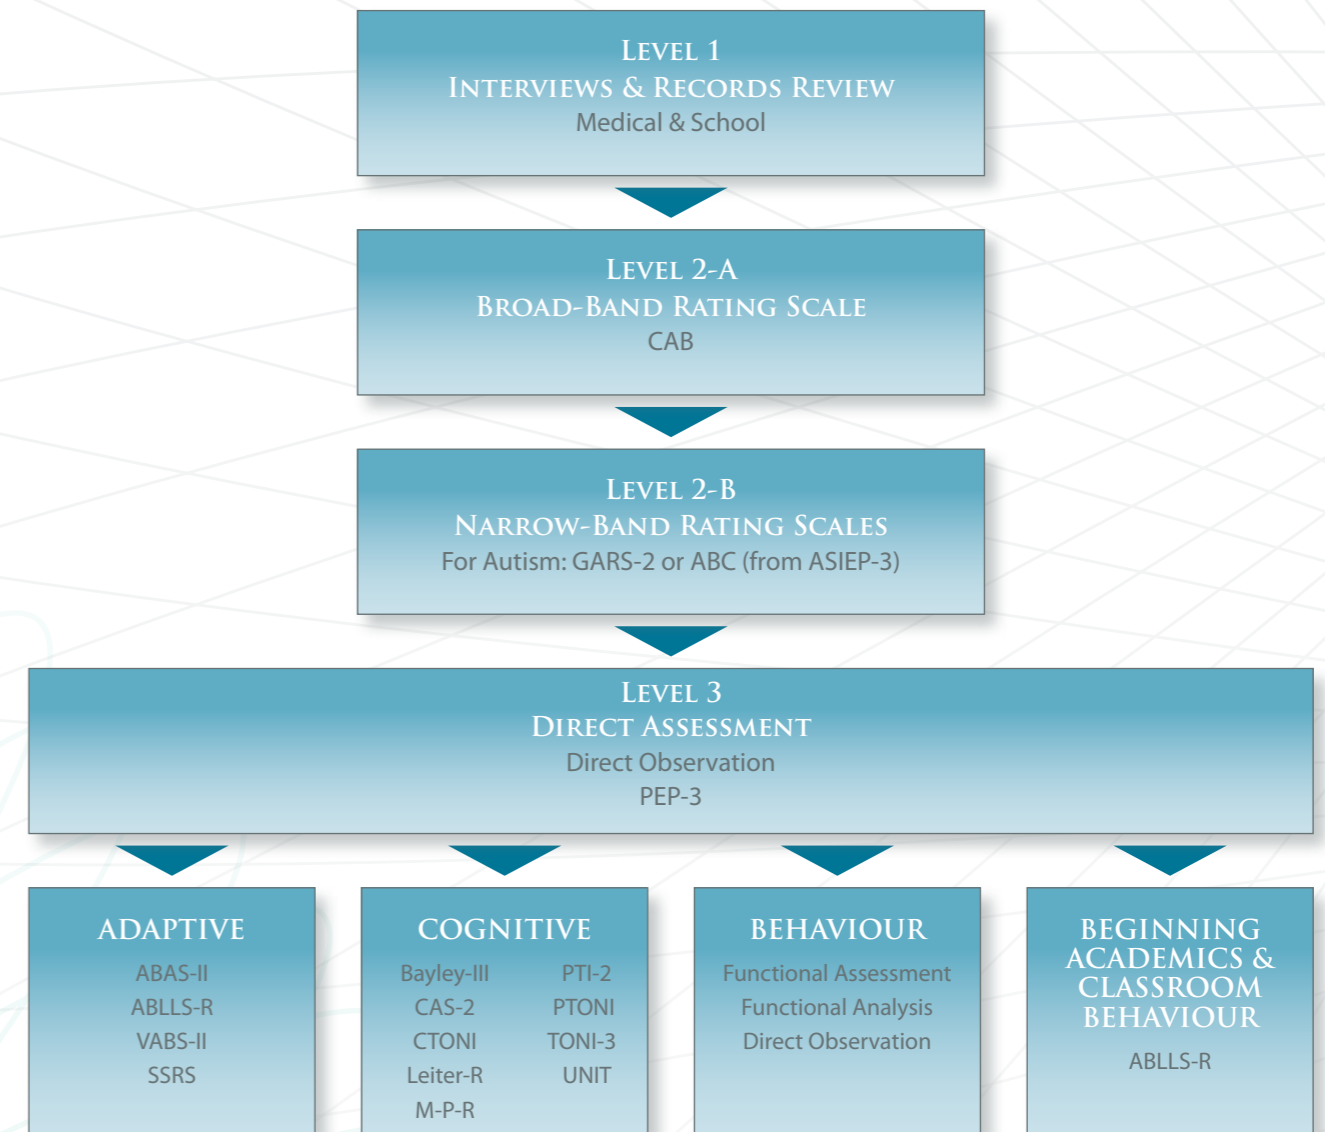 LEVEL 1
INTERVIEWS & RECORDS REVIEW
Medical & School
LEVEL 2-A
BROAD-BAND RATING SCALE
CAB
LEVEL 2-B
NARROW-BAND RATING SCALES
For Autism: GARS-2 or ABC (from ASIEP-3)
LEVEL 3
DIRECT ASSESSMENT
Direct Observation
PEP-3
ADAPTIVE
ABAS-II
ABLLS-R
VABS-II
SSRS
COGNITIVE
Bayley-III
CAS-2
CTONI
Leiter-R
M-P-R
PTI-2
PTONI
TONI-3
UNIT
BEHAVIOUR
Functional Assessment
Functional Analysis
Direct Observation
BEGINNING
ACADEMICS &
CLASSROOM
BEHAVIOUR
ABLLS-R